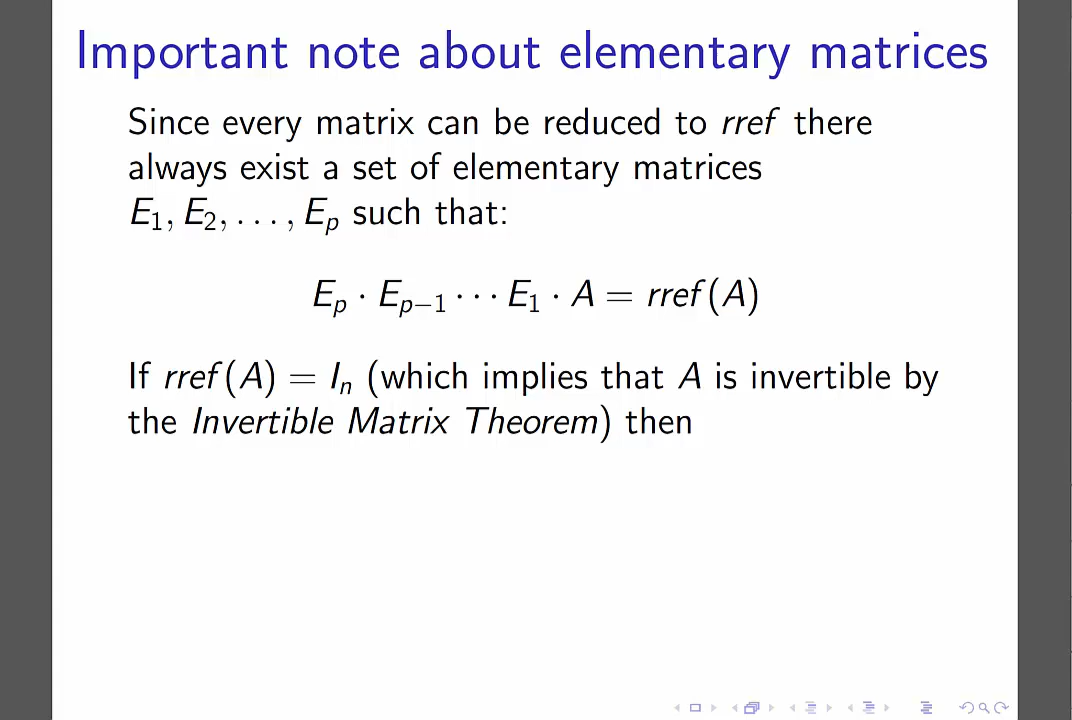 Important note about elementary matrices
Since every matrix can be reduced to rref there
always exist a set of elementary matrices
E₁, E₂, . . . , Eₚ such that:
Eₚ · Eₚ₋₁ · · · E₁ · A = rref(A)
If rref(A) = Iₙ (which implies that A is invertible by
the Invertible Matrix Theorem) then